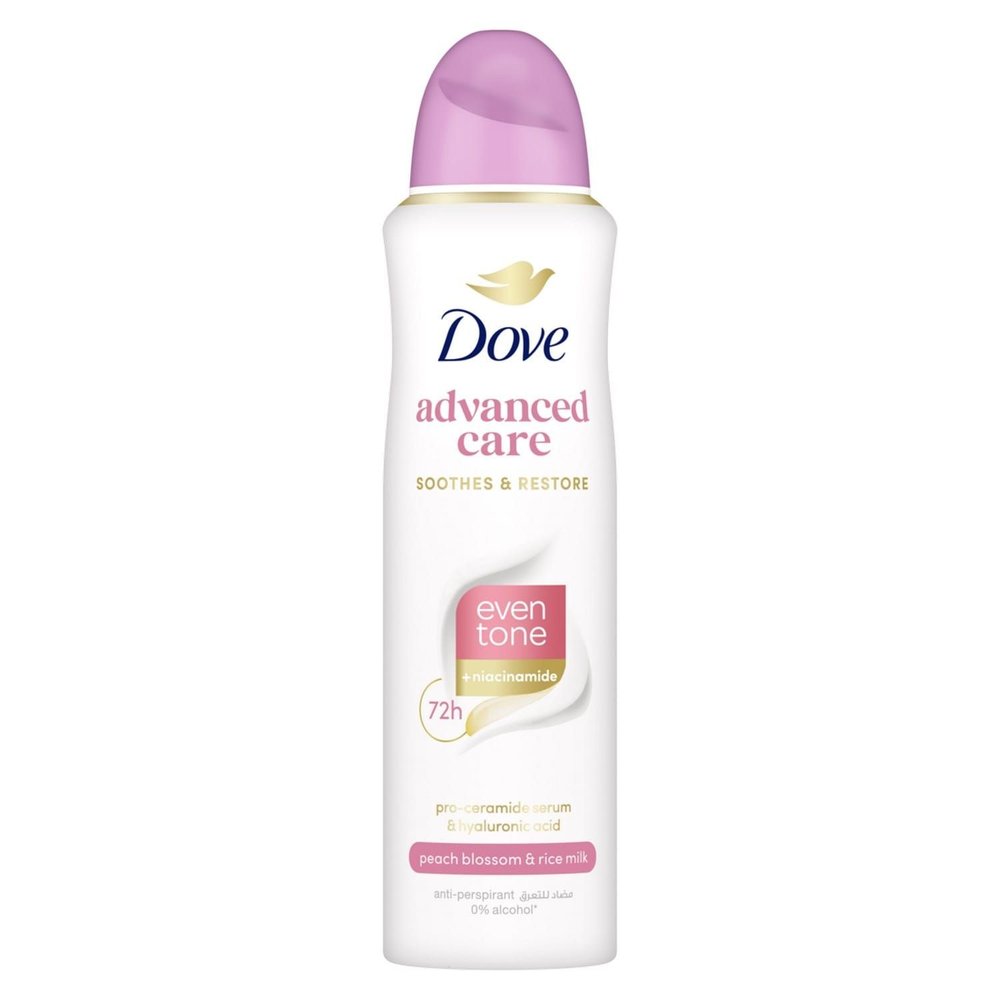 Dove
advanced
care
SOOTHES & RESTORE
even
tone
+niacinamide
72h
pro-ceramide serum
& hyaluronic acid
peach blossom & rice milk
anti-perspirant مضاد للتعرق
0% alcohol*